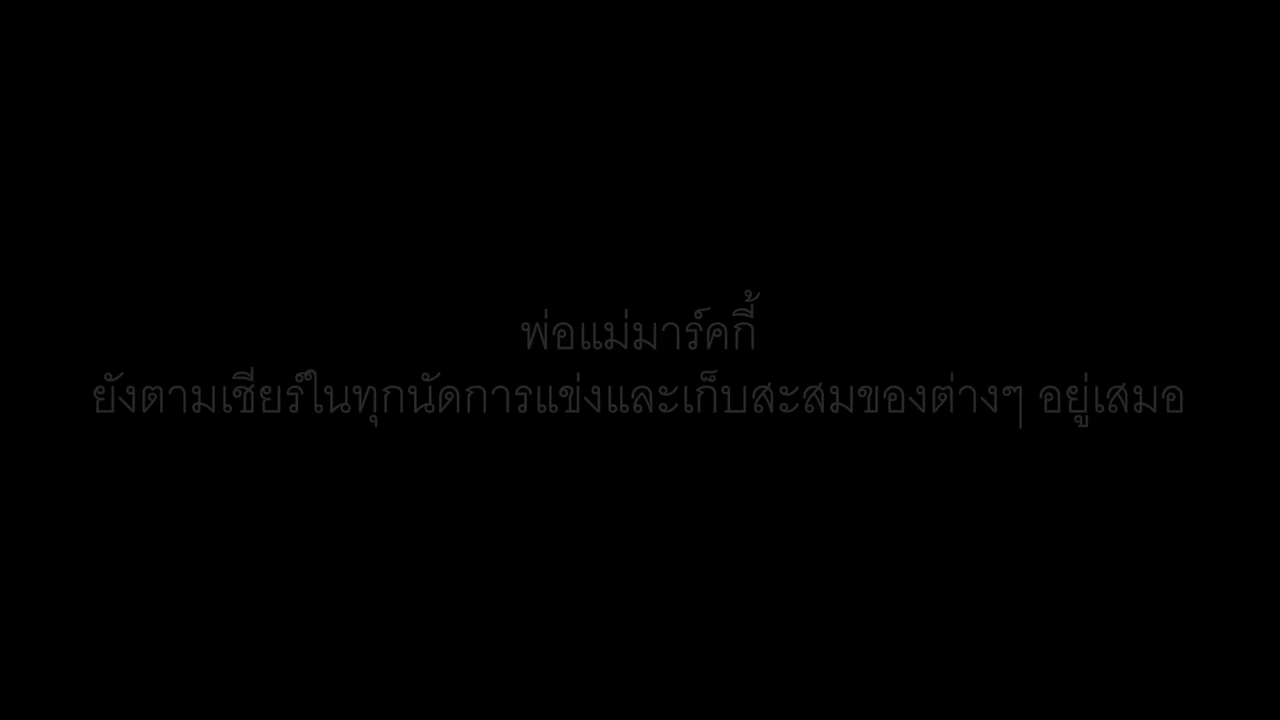 พ่อแม่มาร์คกี้
ยังตามเชียร์ในทุกนัดการแข่งและเก็บสะสมของต่างๆ อยู่เสมอ